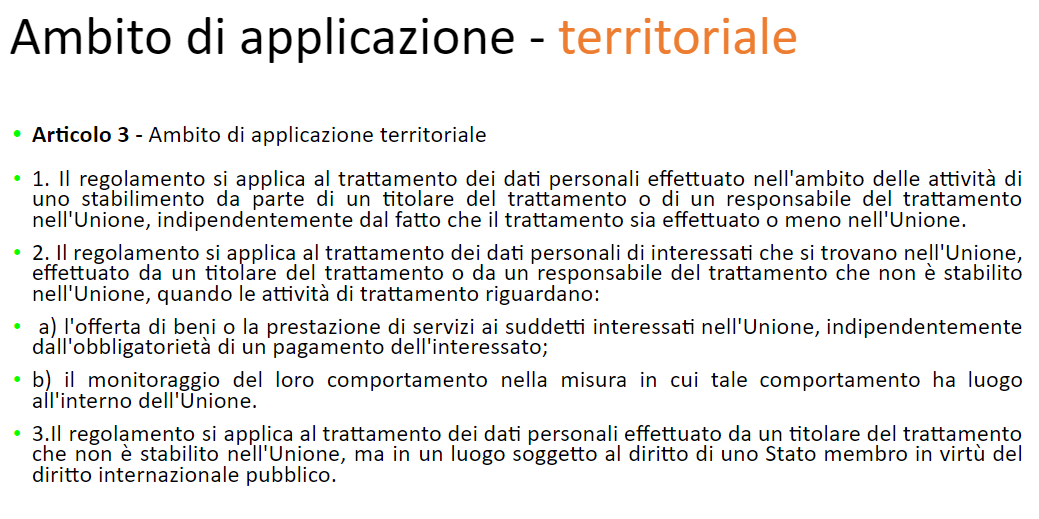 Ambito di applicazione - territoriale
• Articolo 3 - Ambito di applicazione territoriale
• 1. Il regolamento si applica al trattamento dei dati personali effettuato nell'ambito delle attività di
uno stabilimento da parte di un titolare del trattamento o di un responsabile del trattamento
nell'Unione, indipendentemente dal fatto che il trattamento sia effettuato o meno nell'Unione.
• 2. Il regolamento si applica al trattamento dei dati personali di interessati che si trovano nell'Unione,
effettuato da un titolare del trattamento o da un responsabile del trattamento che non è stabilito
nell'Unione, quando le attività di trattamento riguardano:
• a) l'offerta di beni o la prestazione di servizi ai suddetti interessati nell'Unione, indipendentemente
dall'obbligatorietà di un pagamento dell'interessato;
• b) il monitoraggio del loro comportamento nella misura in cui tale comportamento ha luogo
all'interno dell'Unione.
• 3.Il regolamento si applica al trattamento dei dati personali effettuato da un titolare del trattamento
che non è stabilito nell'Unione, ma in un luogo soggetto al diritto di uno Stato membro in virtù del
diritto internazionale pubblico.